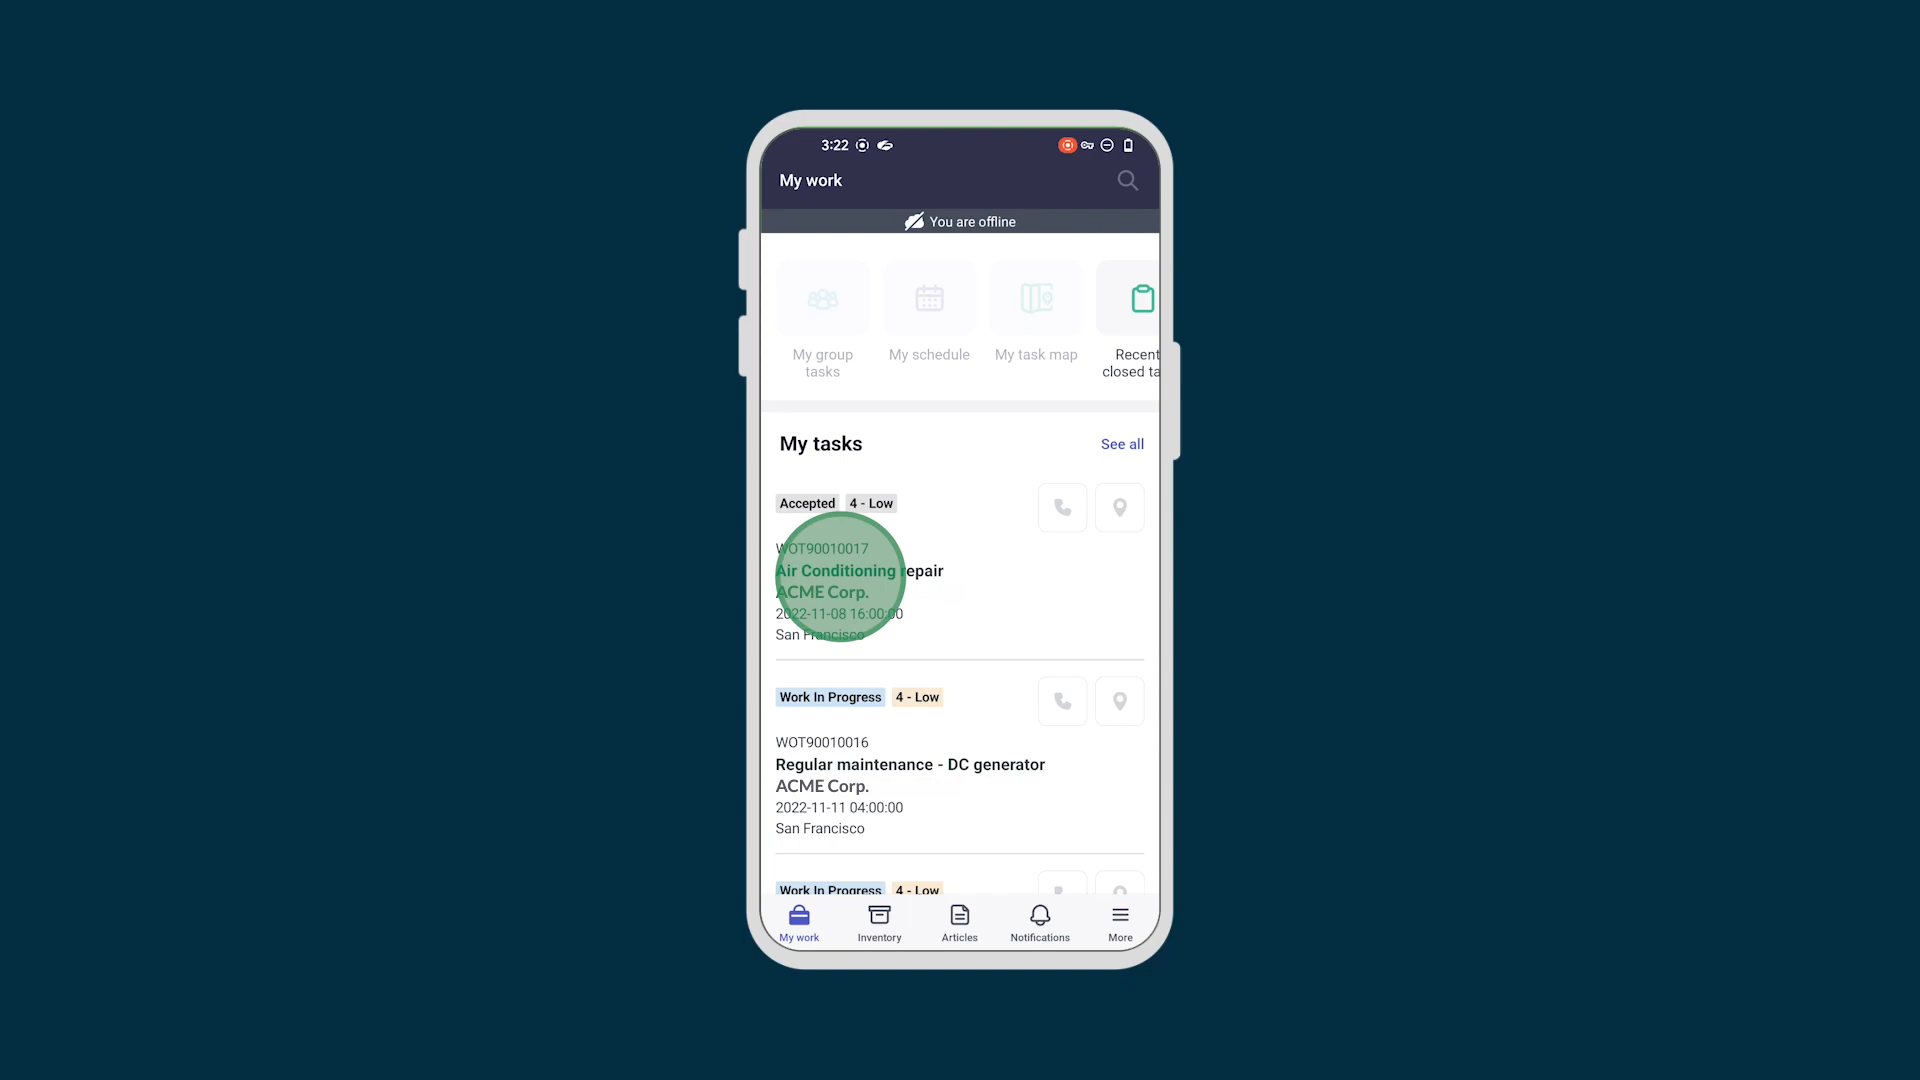 3:22
My work
You are offline
My group
tasks
My schedule
My task map
Recent
closed ta
My tasks
See all
Accepted
4 - Low
WOT90010017
Air Conditioning repair
ACME Corp.
2022-11-08 16:00:00
San Francisco
Work In Progress
4 - Low
WOT90010016
Regular maintenance - DC generator
ACME Corp.
2022-11-11 04:00:00
San Francisco
Work In Progress
4 - Low
My work
Inventory
Articles
Notifications
More